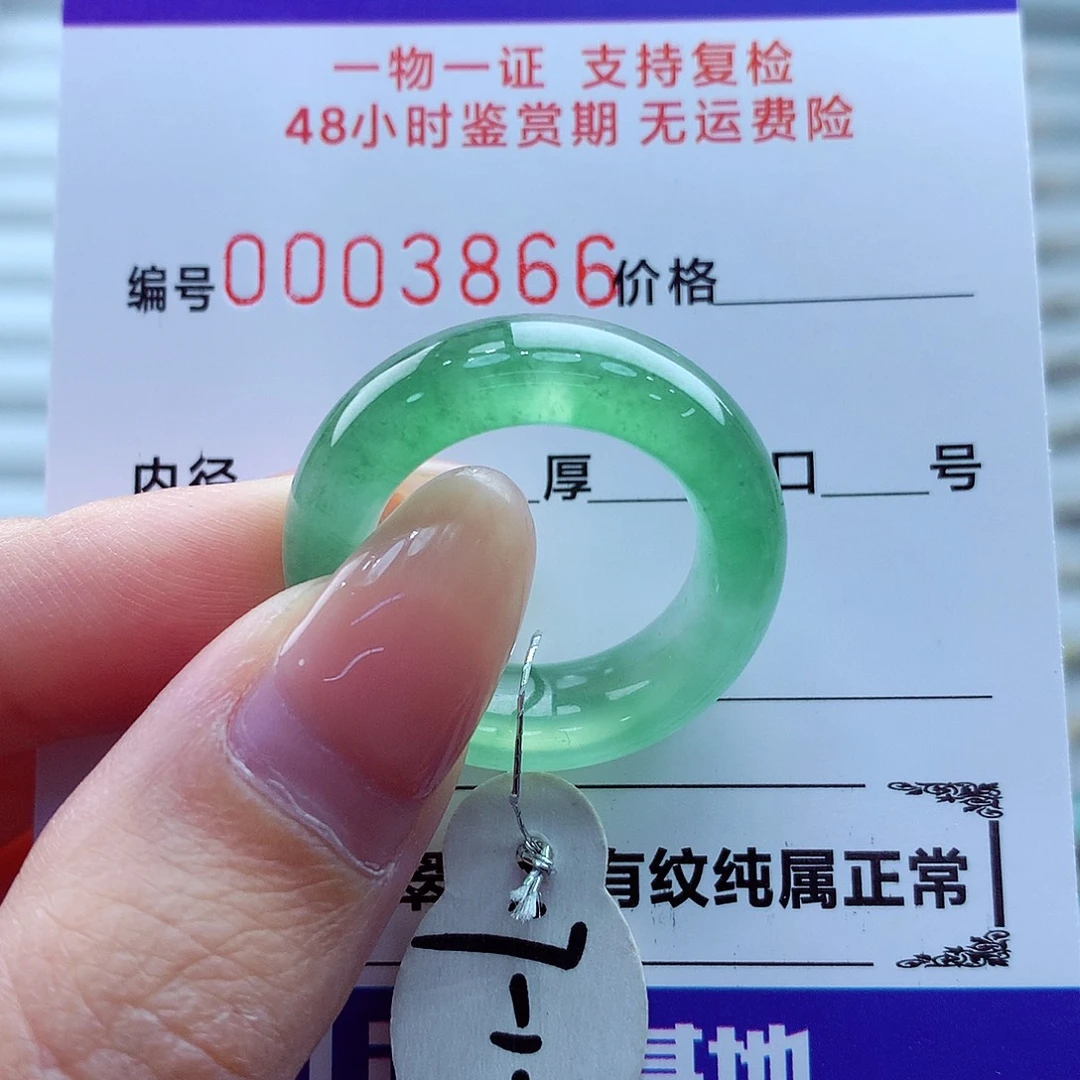 一物一证 支持复检
48小时鉴赏期 无运费险
编号0003866价格
内径 厚 口 号
有纹纯属正常
基地